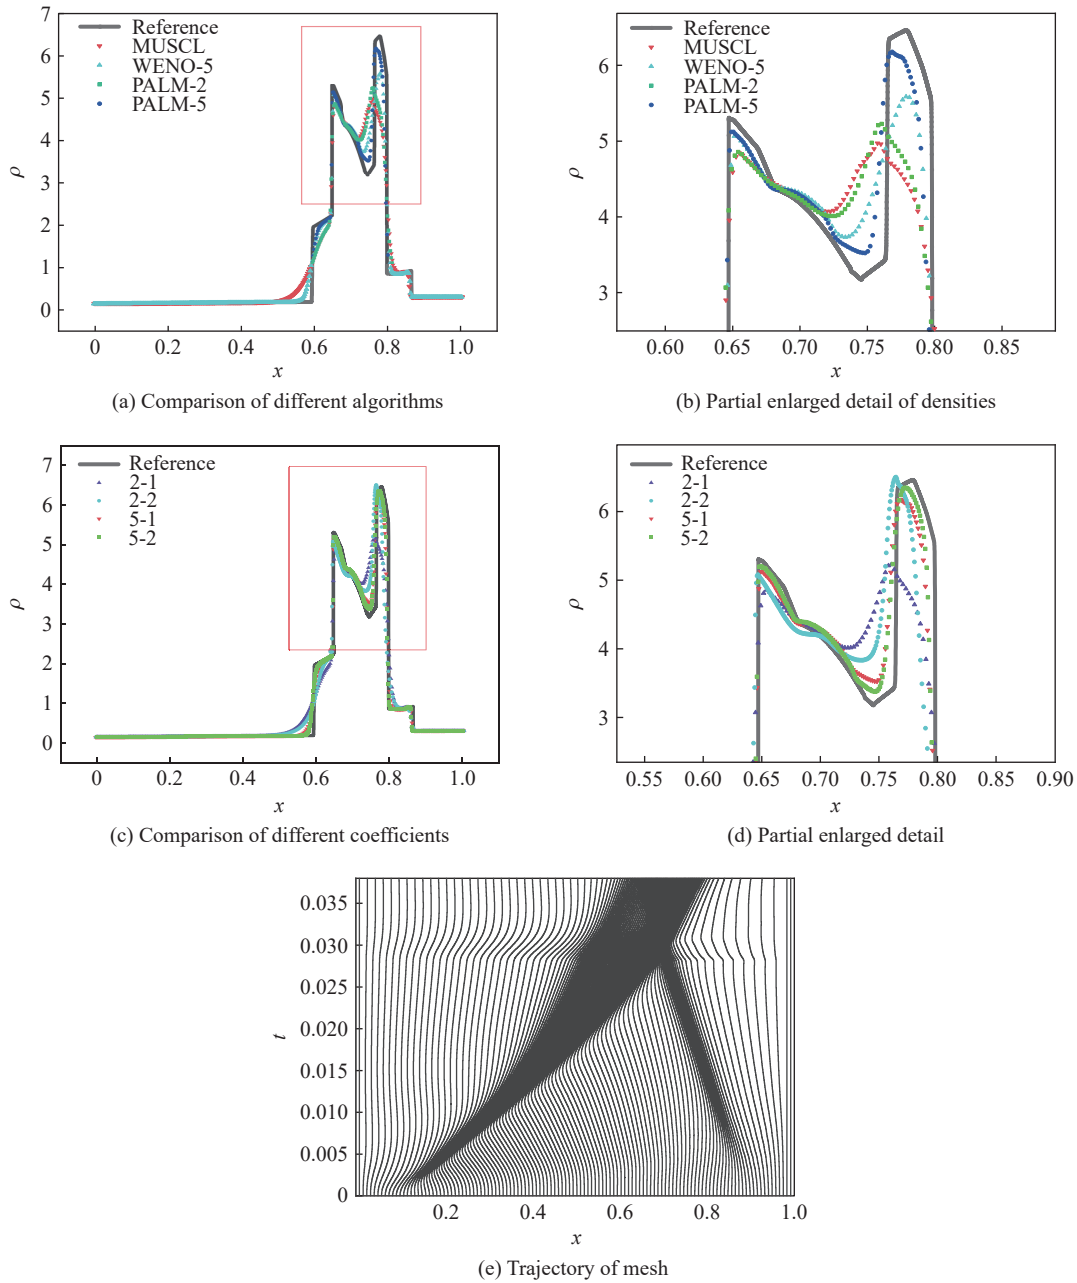 7
6
5
4
3
2
1
0
ρ
Reference
MUSCL
WENO-5
PALM-2
PALM-5
0 0.2 0.4 0.6 0.8 1.0
x
(a) Comparison of different algorithms
6
5
4
3
ρ
Reference
MUSCL
WENO-5
PALM-2
PALM-5
0.60 0.65 0.70 0.75 0.80 0.85
x
(b) Partial enlarged detail of densities
7
6
5
4
3
2
1
0
ρ
Reference
2-1
2-2
5-1
5-2
0 0.2 0.4 0.6 0.8 1.0
x
(c) Comparison of different coefficients
6
5
4
3
ρ
Reference
2-1
2-2
5-1
5-2
0.55 0.60 0.65 0.70 0.75 0.80 0.85 0.90
x
(d) Partial enlarged detail
0.035
0.030
0.025
0.020
0.015
0.010
0.005
0
t
0.2 0.4 0.6 0.8 1.0
x
(e) Trajectory of mesh